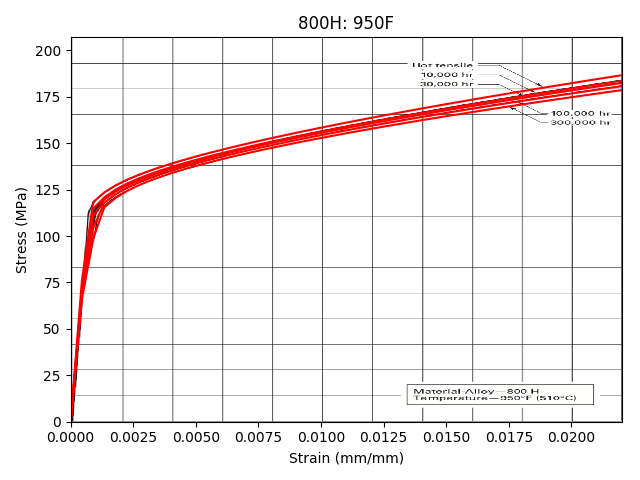 800H: 950F
Stress (MPa)
200
175
150
125
100
75
50
25
0
Hot tensile
10,000 hr
30,000 hr
100,000 hr
300,000 hr
Material Alloy—800 H
Temperature—950°F (510°C)
0.0000 0.0025 0.0050 0.0075 0.0100 0.0125 0.0150 0.0175 0.0200
Strain (mm/mm)